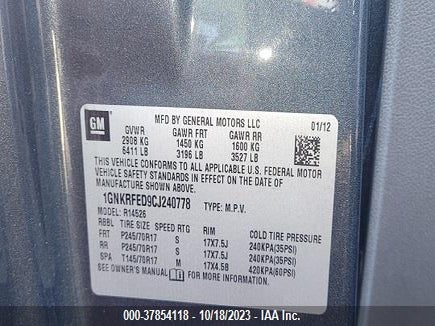 GM
MFD BY GENERAL MOTORS LLC
01/12
GVWR GAWR FRT GAWR RR
2908 KG 1450 KG 1600 KG
6411 LB 3196 LB 3527 LB
THIS VEHICLE CONFORMS TO ALL APPLICABLE U.S. FEDERAL MOTOR
VEHICLE SAFETY STANDARDS IN EFFECT ON THE DATE OF
MANUFACTURE SHOWN ABOVE.
1GNKRFED9CJ240778 TYPE: M.P.V.
MODEL: R14526
RBBL TIRE SIZE SPEED RTG RIM COLD TIRE PRESSURE
FRT P245/70R17 S 17X7.5J 240KPA(35PSI)
RR P245/70R17 S 17X7.5J 240KPA(35PSI)
SPA T145/70R17 M 17X4.5B 420KPA(60PSI)
SEE OWNER'S MANUAL FOR MORE INFORMATION.
000-37854118 - 10/18/2023 - IAA Inc.